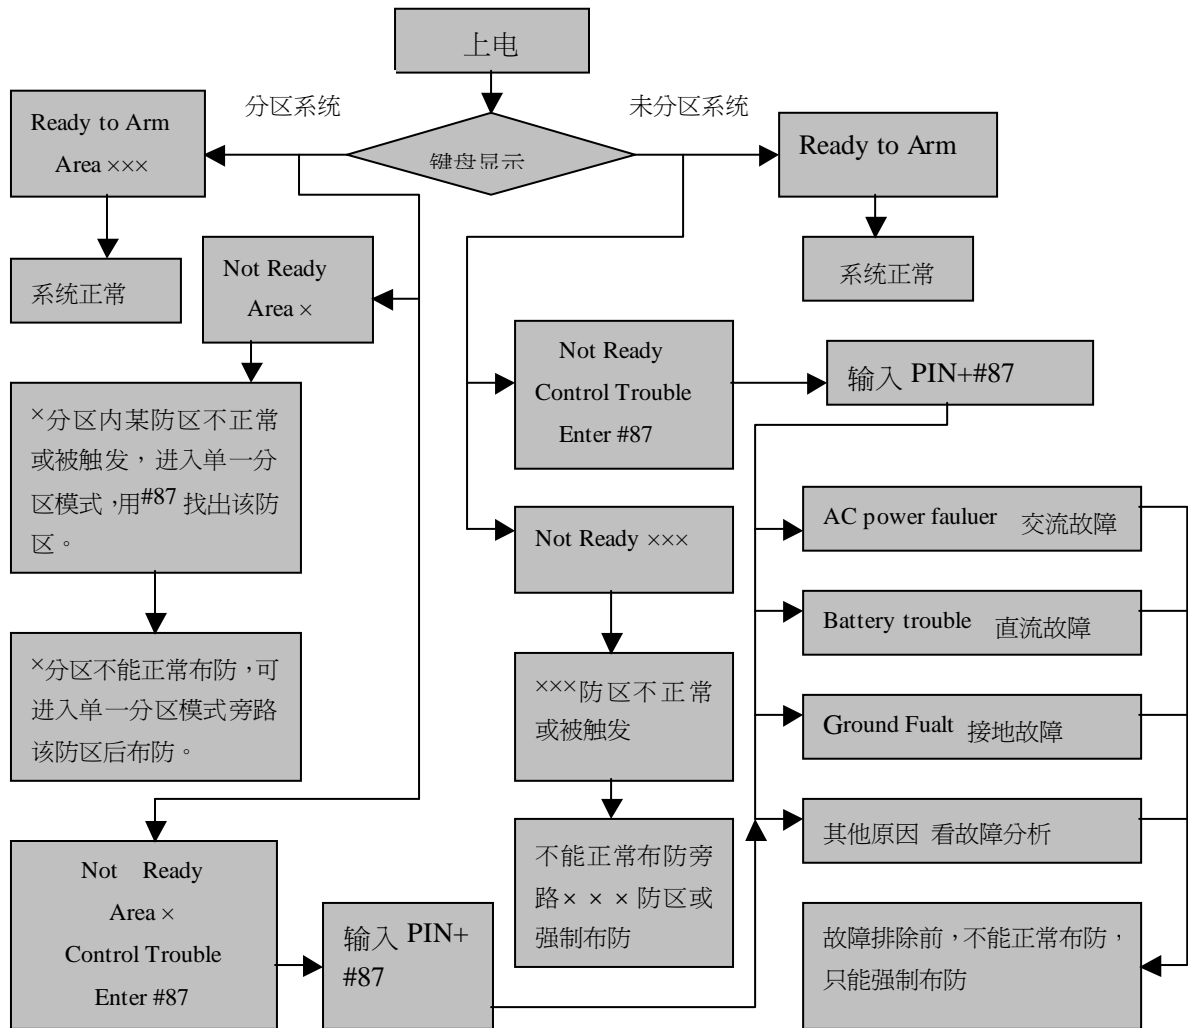 上电
分区系统
未分区系统
键盘显示
Ready to Arm
Area ×××
Ready to Arm
系统正常
Not Ready
Area ×
系统正常
Not Ready
Control Trouble
Enter #87
输入 PIN+#87
×分区内某防区不正常
或被触发，进入单一分
区模式，用#87 找出该防
区。
AC power fauluer 交流故障
Not Ready ×××
Battery trouble 直流故障
×分区不能正常布防，可
进入单一分区模式旁路
该防区后布防。
×××防区不正常
或被触发
Ground Fualt 接地故障
其他原因 看故障分析
不能正常布防旁
路× × ×防区或
强制布防
Not Ready
Area ×
Control Trouble
Enter #87
输入 PIN+
#87
故障排除前，不能正常布防，
只能强制布防